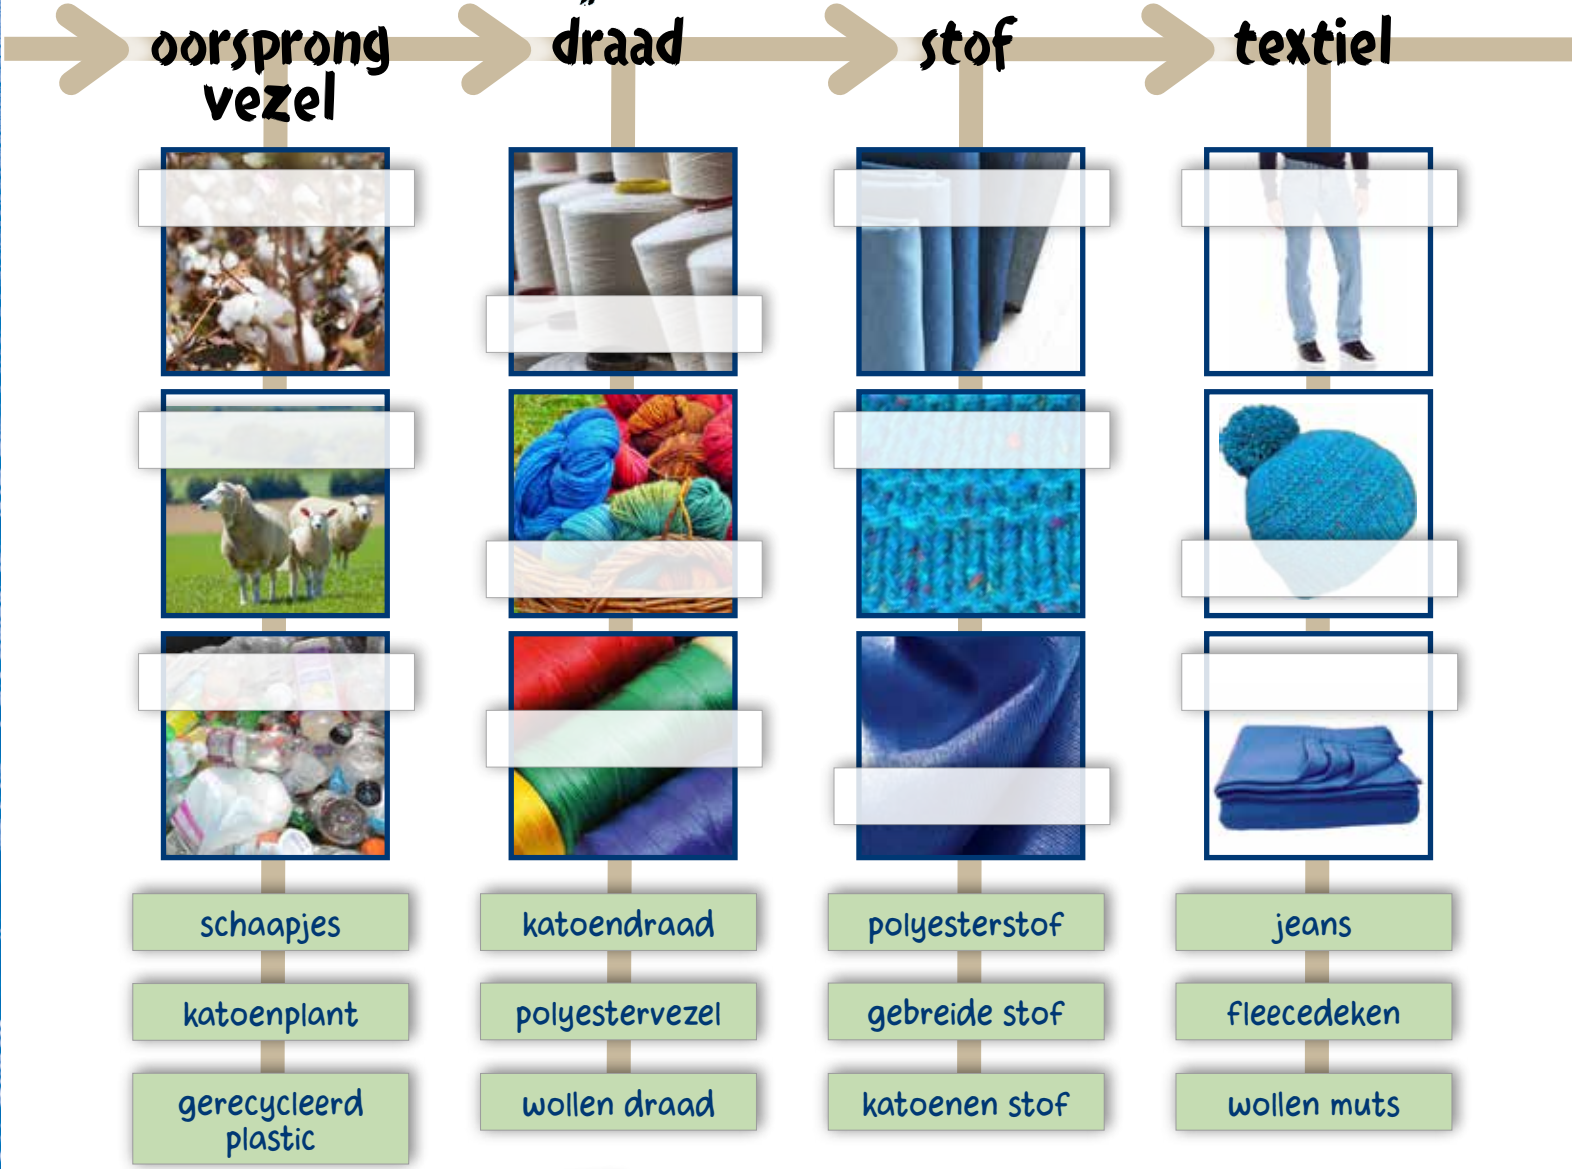 oorsprong
vezel
draad
stof
textiel
schaapjes
katoendraad
polyesterstof
jeans
katoenplant
polyestervezel
gebreide stof
fleecedeken
gerecycleerd
plastic
wollen draad
katoenen stof
wollen muts